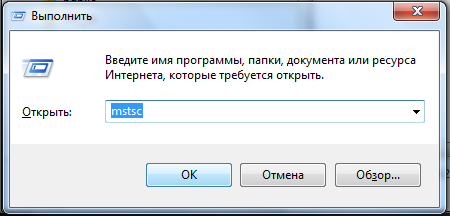 Выполнить
Введите имя программы, папки, документа или ресурса
Интернета, которые требуется открыть.
Открыть: mstsc
OK Отмена Обзор...